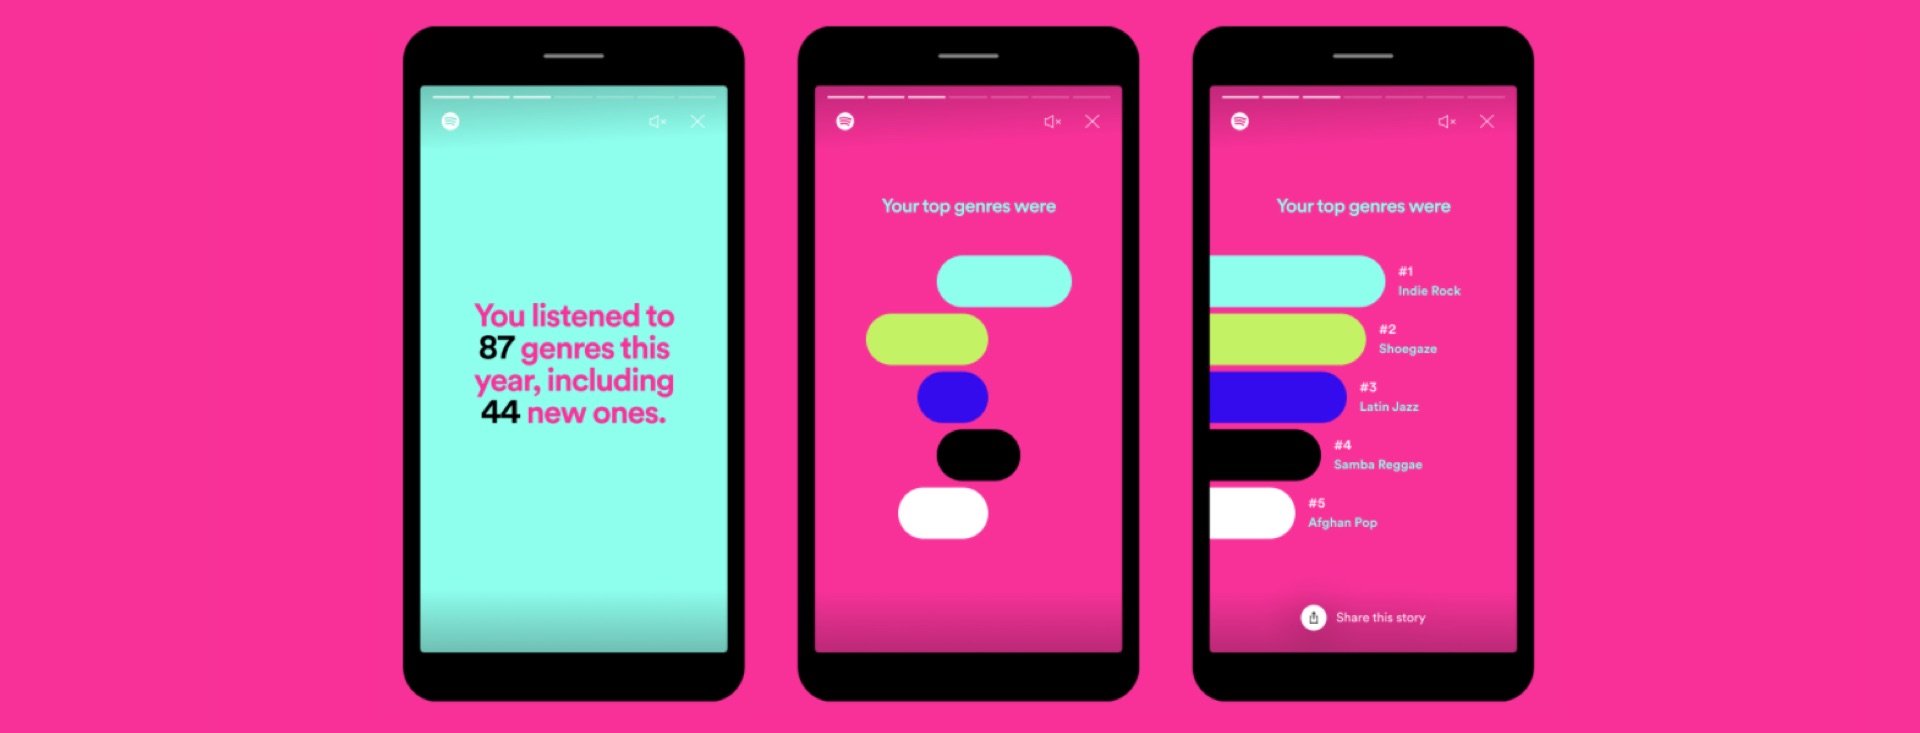 You listened to
87 genres this
year, including
44 new ones.
Your top genres were
Your top genres were
#1
Indie Rock
#2
Shoegaze
#3
Latin Jazz
#4
Samba Reggae
#5
Afghan Pop
Share this story